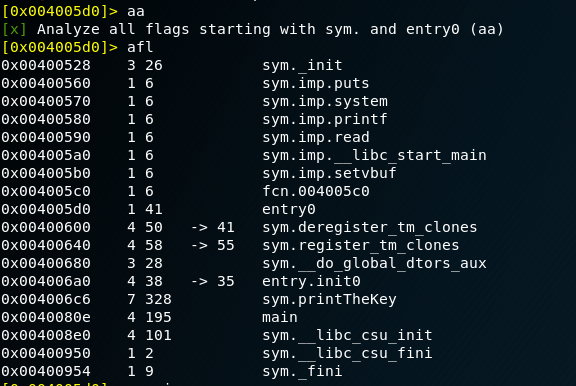 [0x004005d0]> aa
[x] Analyze all flags starting with sym. and entry0 (aa)
[0x004005d0]> afl
0x00400528 3 26 sym._init
0x00400560 1 6 sym.imp.puts
0x00400570 1 6 sym.imp.system
0x00400580 1 6 sym.imp.printf
0x00400590 1 6 sym.imp.read
0x004005a0 1 6 sym.imp.__libc_start_main
0x004005b0 1 6 sym.imp.setvbuf
0x004005c0 1 6 fcn.004005c0
0x004005d0 1 41 entry0
0x00400600 4 50 -> 41 sym.deregister_tm_clones
0x00400640 4 58 -> 55 sym.register_tm_clones
0x00400680 3 28 sym.__do_global_dtors_aux
0x004006a0 4 38 -> 35 entry.init0
0x004006c6 7 328 sym.printTheKey
0x0040080e 4 195 main
0x004008e0 4 101 sym.__libc_csu_init
0x00400950 1 2 sym.__libc_csu_fini
0x00400954 1 9 sym._fini